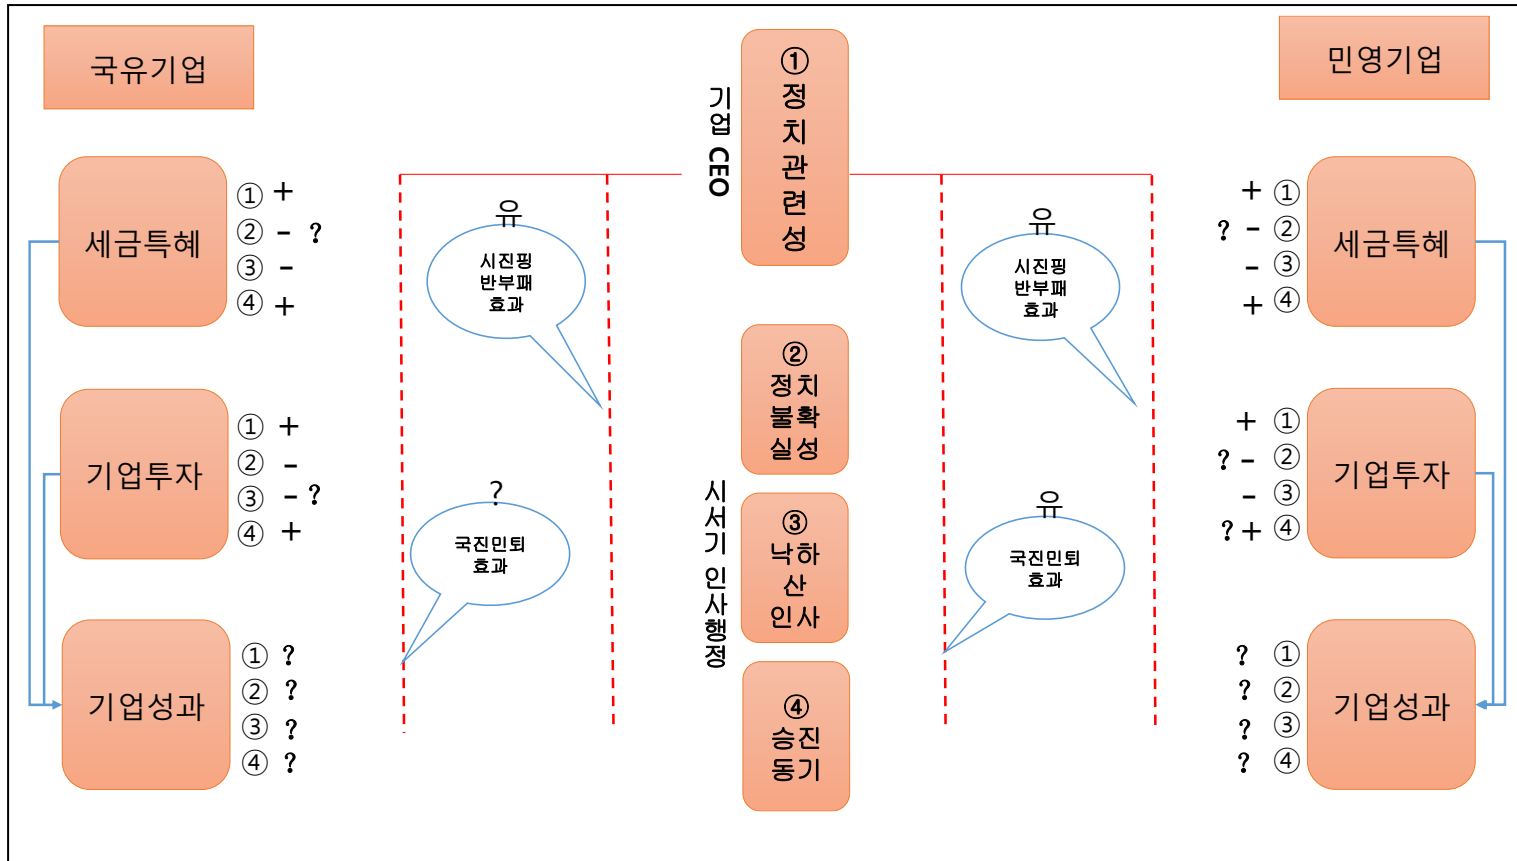 국유기업
세금특혜
① +
② - ?
③ -
④ +
기업투자
① +
② -
③ - ?
④ +
기업성과
① ?
② ?
③ ?
④ ?
유
시진핑
반부패
효과
?
국진민퇴
효과
기업 CEO
①
정
치
관
련
성
시서기 인사행정
②
정치
불확
실성
③
낙하
산
인사
④
승진
동기
유
시진핑
반부패
효과
유
국진민퇴
효과
민영기업
+ ①
? - ②
- ③
+ ④
세금특혜
+ ①
? - ②
- ③
? + ④
기업투자
? ①
? ②
? ③
? ④
기업성과